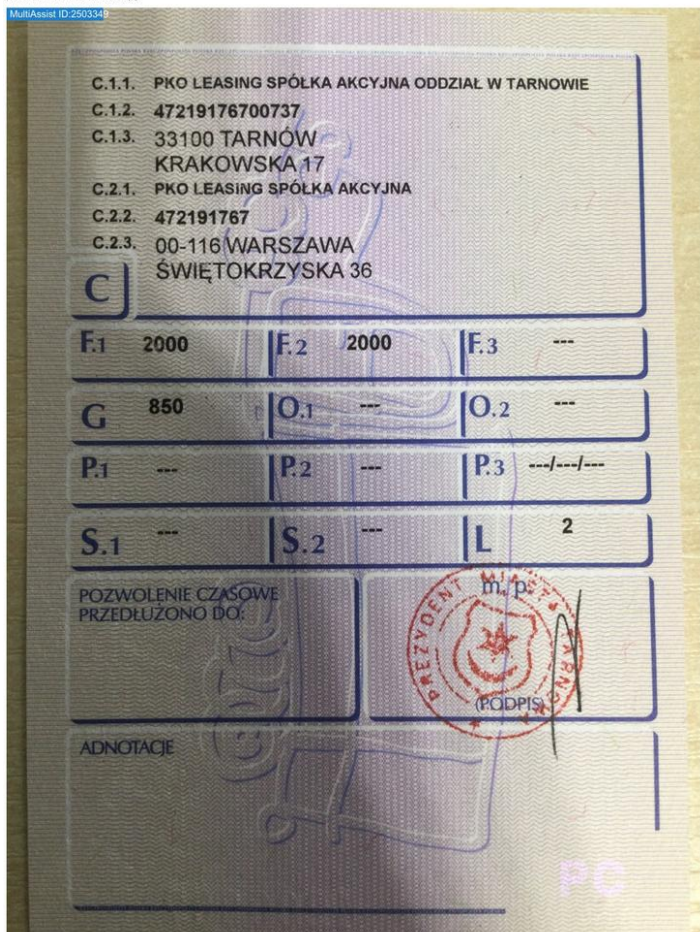 MultiAssist ID:2503349
C.1.1. PKO LEASING SPÓŁKA AKCYJNA ODDZIAŁ W TARNOWIE
C.1.2. 47219176700737
C.1.3. 33100 TARNÓW
KRAKOWSKA 17
C.2.1. PKO LEASING SPÓŁKA AKCYJNA
C.2.2. 472191767
C.2.3. 00-116 WARSZAWA
ŚWIĘTOKRZYSKA 36
C
F.1 2000 F.2 2000 F.3 ---
G 850 O.1 --- O.2 ---
P.1 --- P.2 --- P.3 ---/---/---
S.1 --- S.2 --- L 2
POZWOLENIE CZASOWE
PRZEDŁUŻONO DO:
m. p.
PREZYDENT MIASTA TARNOWA
(PODPIS)
ADNOTACJE
PC